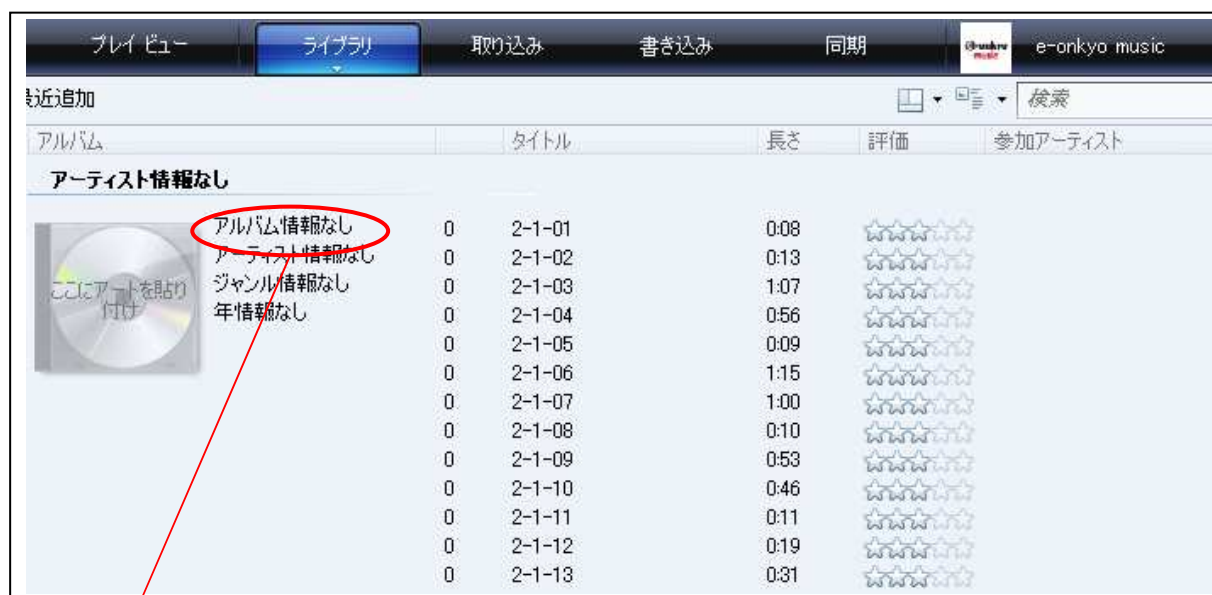 プレイ ビュー ライブラリ 取り込み 書き込み 同期 e-onkyo music e-onkyo music
最近追加 検索
アルバム タイトル 長さ 評価 参加アーティスト
アーティスト情報なし
アルバム情報なし 0 2-1-01 0:08
アーティスト情報なし 0 2-1-02 0:13
ここにアートを貼り ジャンル情報なし 0 2-1-03 1:07
付け 年情報なし 0 2-1-04 0:56
0 2-1-05 0:09
0 2-1-06 1:15
0 2-1-07 1:00
0 2-1-08 0:10
0 2-1-09 0:53
0 2-1-10 0:46
0 2-1-11 0:11
0 2-1-12 0:19
0 2-1-13 0:31